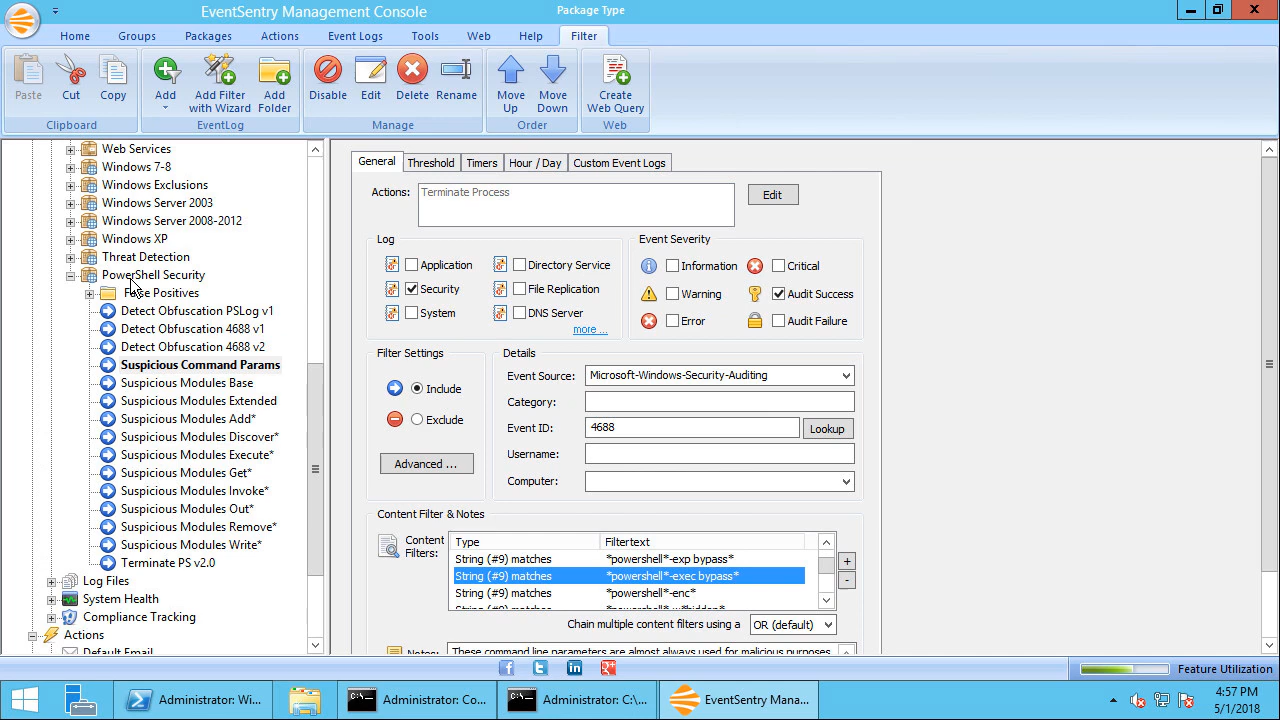 EventSentry Management Console
Package Type
Home Groups Packages Actions Event Logs Tools Web Help Filter
Paste Cut Copy Add Add Filter with Wizard Add Folder Disable Edit Delete Rename Move Up Move Down Create Web Query
Clipboard EventLog Manage Order Web
Web Services
Windows 7-8
Windows Exclusions
Windows Server 2003
Windows Server 2008-2012
Windows XP
Threat Detection
PowerShell Security
Positives
Detect Obfuscation PSLog v1
Detect Obfuscation 4688 v1
Detect Obfuscation 4688 v2
Suspicious Command Params
Suspicious Modules Base
Suspicious Modules Extended
Suspicious Modules Add*
Suspicious Modules Discover*
Suspicious Modules Execute*
Suspicious Modules Get*
Suspicious Modules Invoke*
Suspicious Modules Out*
Suspicious Modules Remove*
Suspicious Modules Write*
Terminate PS v2.0
Log Files
System Health
Compliance Tracking
Actions
Default Email
General Threshold Timers Hour / Day Custom Event Logs
Actions: Terminate Process Edit
Log
Application Directory Service
Security File Replication
System DNS Server
more ...
Event Severity
Information Critical
Warning Audit Success
Error Audit Failure
Filter Settings
Include
Exclude
Advanced ...
Details
Event Source: Microsoft-Windows-Security-Auditing
Category:
Event ID: 4688 Lookup
Username:
Computer:
Content Filter & Notes
Content Filters:
Type Filtertext
String (#9) matches *powershell*-exp bypass*
String (#9) matches *powershell*-exec bypass*
String (#9) matches *powershell*-enc*
String (#9) matches *powershell*-w*hidden*
+
-
Chain multiple content filters using a OR (default)
Notes: These command line parameters are almost always used for malicious purposes
Feature Utilization
Administrator: Wi...
Administrator: Co...
Administrator: C:\...
EventSentry Mana...
4:57 PM
5/1/2018